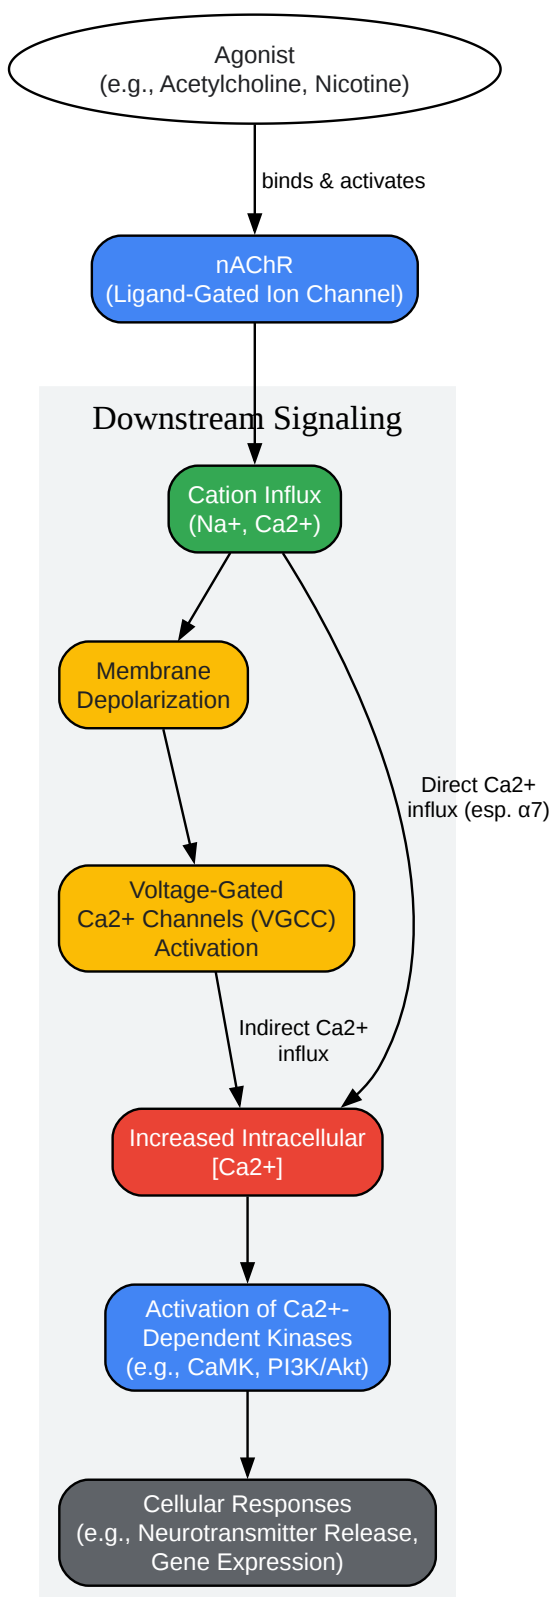 Agonist
(e.g., Acetylcholine, Nicotine)
binds & activates
nAChR
(Ligand-Gated Ion Channel)
Downstream Signaling
Cation Influx
(Na+, Ca2+)
Membrane
Depolarization
Direct Ca2+
influx (esp. α7)
Voltage-Gated
Ca2+ Channels (VGCC)
Activation
Indirect Ca2+
influx
Increased Intracellular
[Ca2+]
Activation of Ca2+-
Dependent Kinases
(e.g., CaMK, PI3K/Akt)
Cellular Responses
(e.g., Neurotransmitter Release,
Gene Expression)